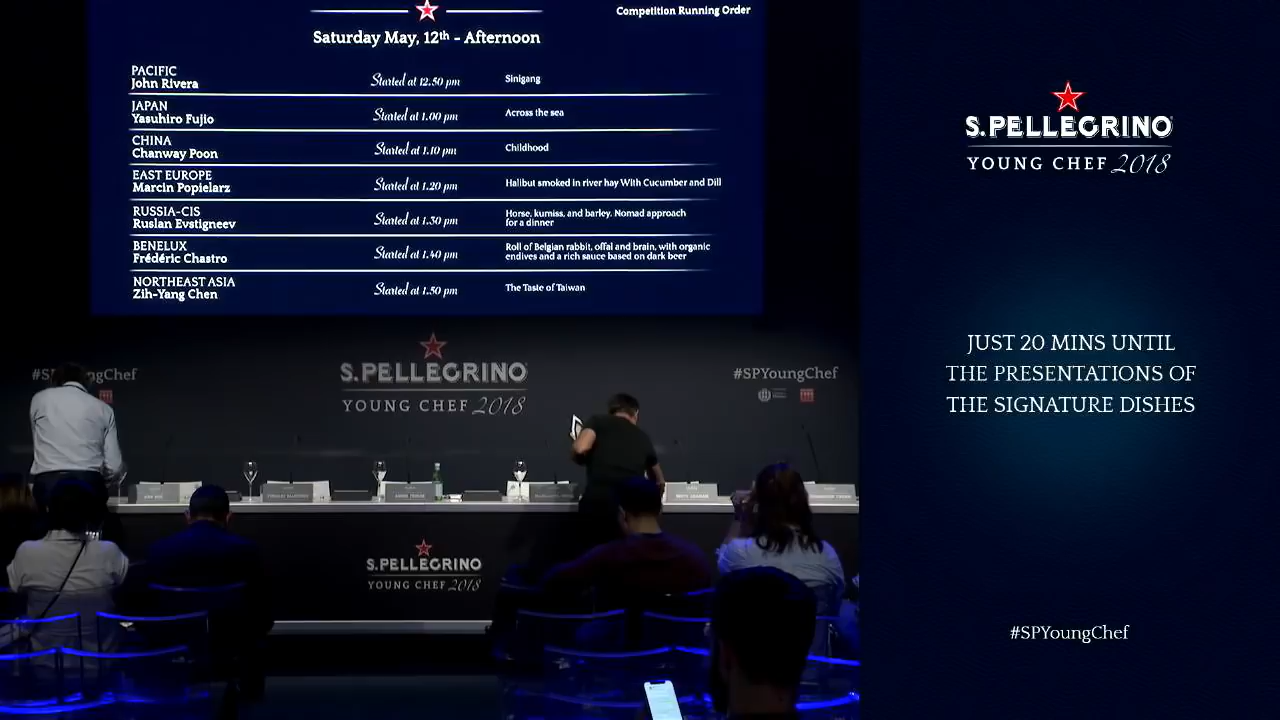 Competition Running Order
Saturday May, 12th - Afternoon
PACIFIC
John Rivera
Started at 12.50 pm
Sinigang
JAPAN
Yasuhiro Fujio
Started at 1.00 pm
Across the sea
CHINA
Chanway Poon
Started at 1.10 pm
Childhood
EAST EUROPE
Marcin Popielarz
Started at 1.20 pm
Halibut smoked in river hay With Cucumber and Dill
RUSSIA-CIS
Ruslan Evstigneev
Started at 1.30 pm
Horse, kumiss, and barley. Nomad approach
for a dinner
BENELUX
Frédéric Chastro
Started at 1.40 pm
Roll of Belgian rabbit, offal and brain, with organic
endives and a rich sauce based on dark beer
NORTHEAST ASIA
Zih-Yang Chen
Started at 1.50 pm
The Taste of Taiwan
S.PELLEGRINO
YOUNG CHEF 2018
#SPYoungChef
S.PELLEGRINO
YOUNG CHEF 2018
S.PELLEGRINO
YOUNG CHEF 2018
JUST 20 MINS UNTIL
THE PRESENTATIONS OF
THE SIGNATURE DISHES
#SPYoungChef